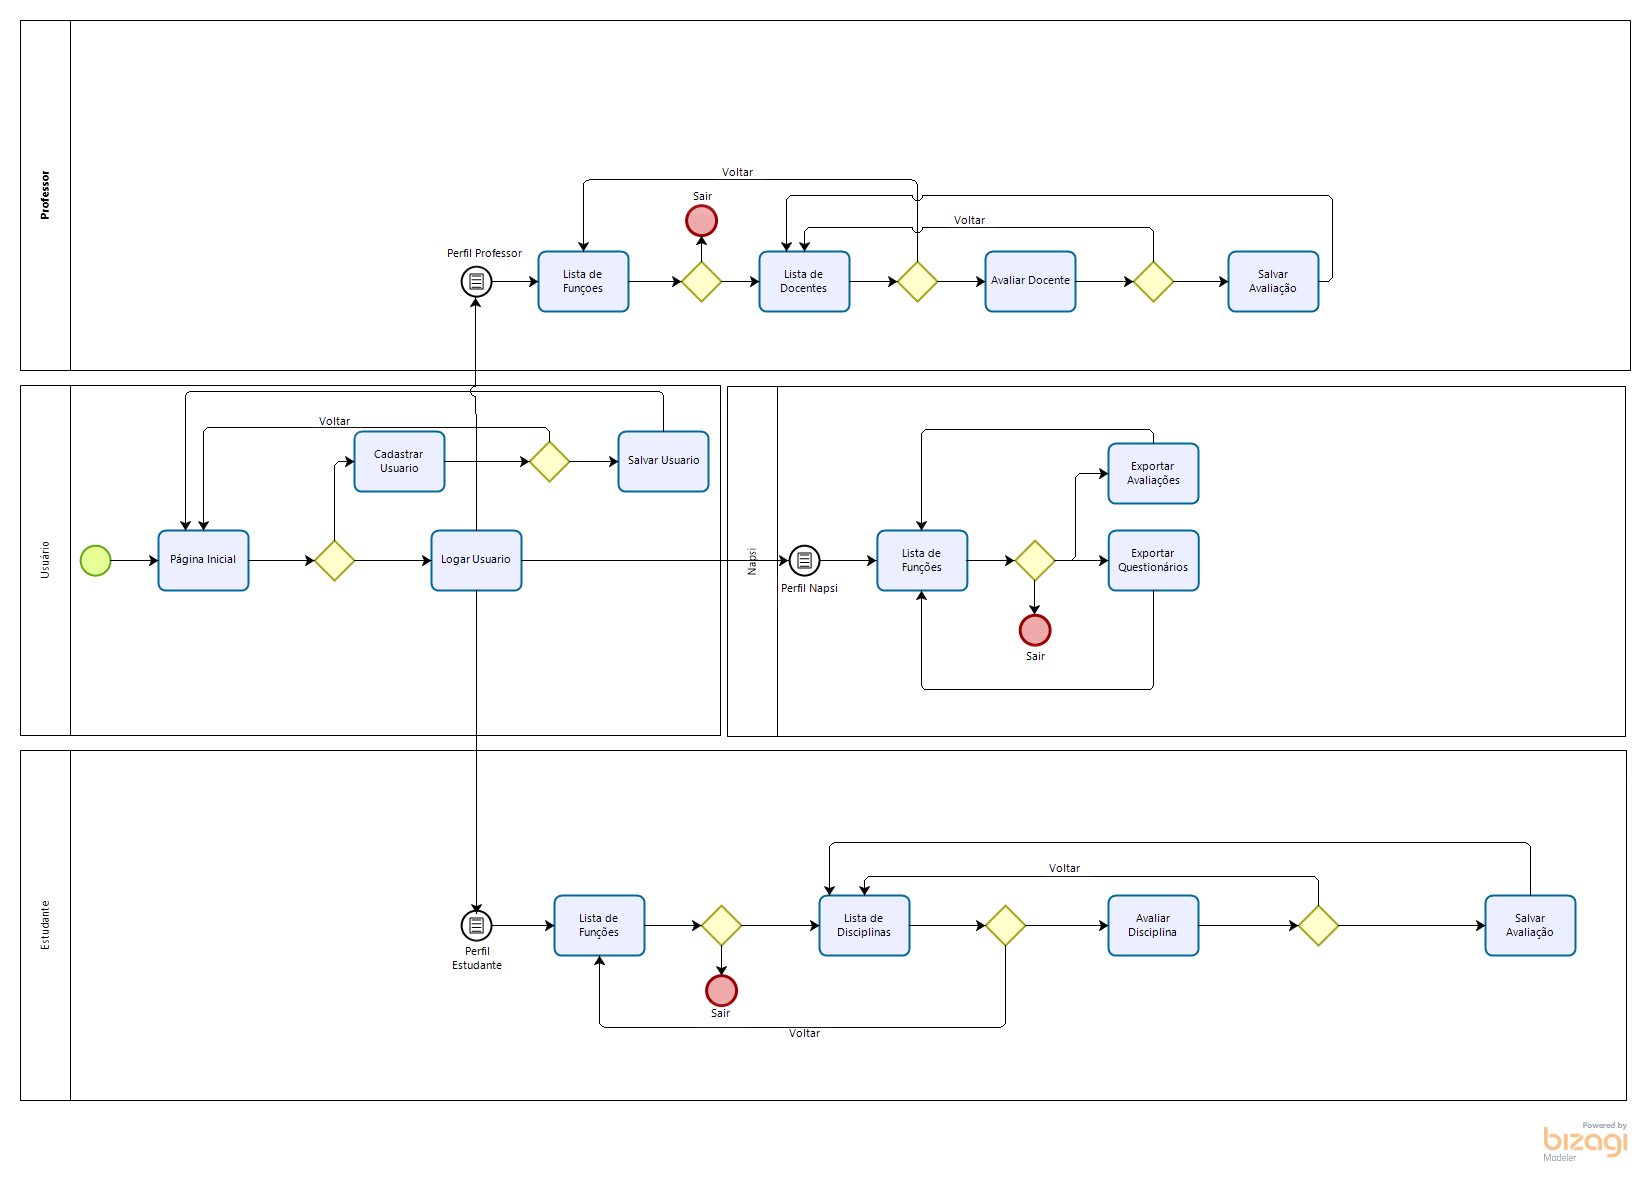 Professor
Voltar
Sair
Voltar
Perfil Professor
Lista de
Funçoes
Lista de
Docentes
Avaliar Docente
Salvar
Avaliação
Usuário
Voltar
Cadastrar
Usuario
Salvar Usuario
Página Inicial
Logar Usuario
Napsi
Perfil Napsi
Lista de
Funções
Exportar
Avaliações
Exportar
Questionários
Sair
Estudante
Voltar
Perfil
Estudante
Lista de
Funções
Lista de
Disciplinas
Avaliar
Disciplina
Salvar
Avaliação
Sair
Voltar
Powered by
bizagi
Modeler